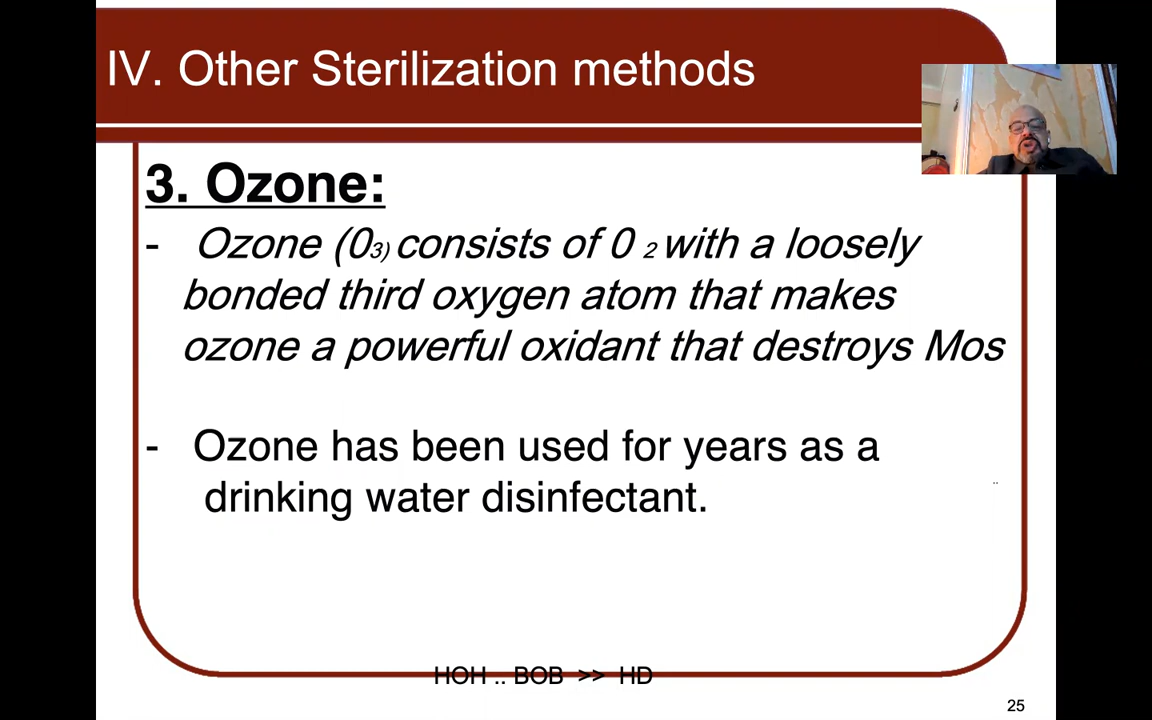 IV. Other Sterilization methods
3. Ozone:
- Ozone (03) consists of 0 2 with a loosely
bonded third oxygen atom that makes
ozone a powerful oxidant that destroys Mos
- Ozone has been used for years as a
drinking water disinfectant.
..
HOH .. BOB >> HD
25